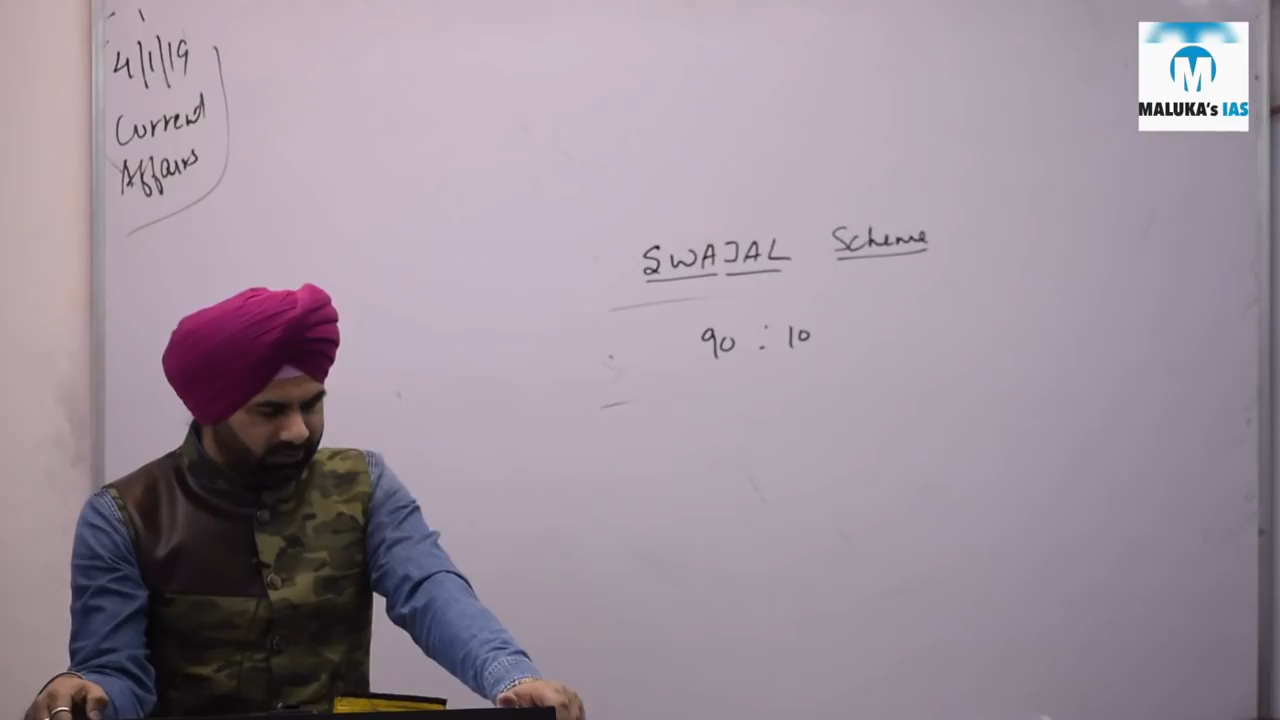 4/1/19
Current
Affairs
SWAJAL Scheme
90 : 10
M
MALUKA's IAS